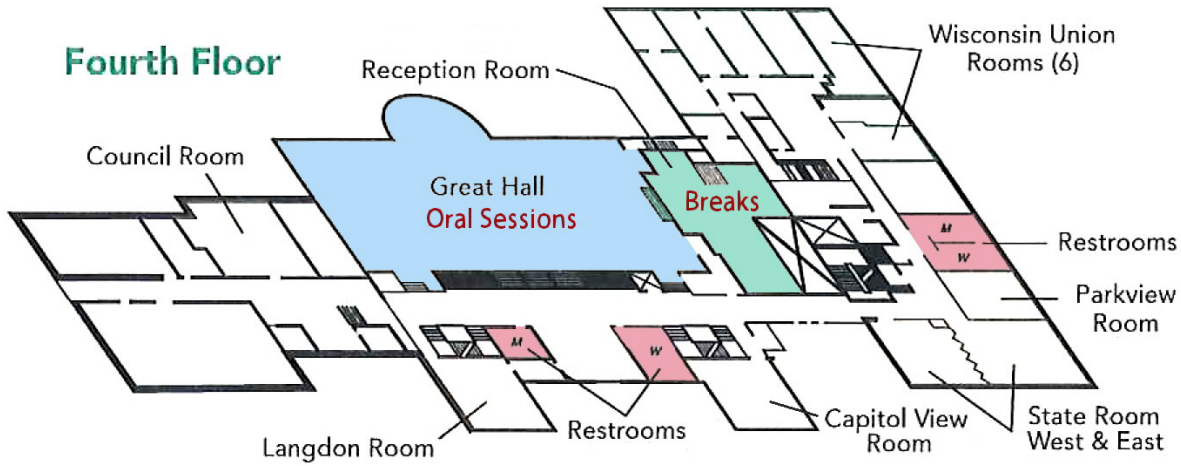 Fourth Floor
Wisconsin Union
Rooms (6)
Reception Room
Council Room
Great Hall
Oral Sessions
Breaks
M
W
Restrooms
Parkview
Room
M
W
Langdon Room
Restrooms
Capitol View
Room
State Room
West & East